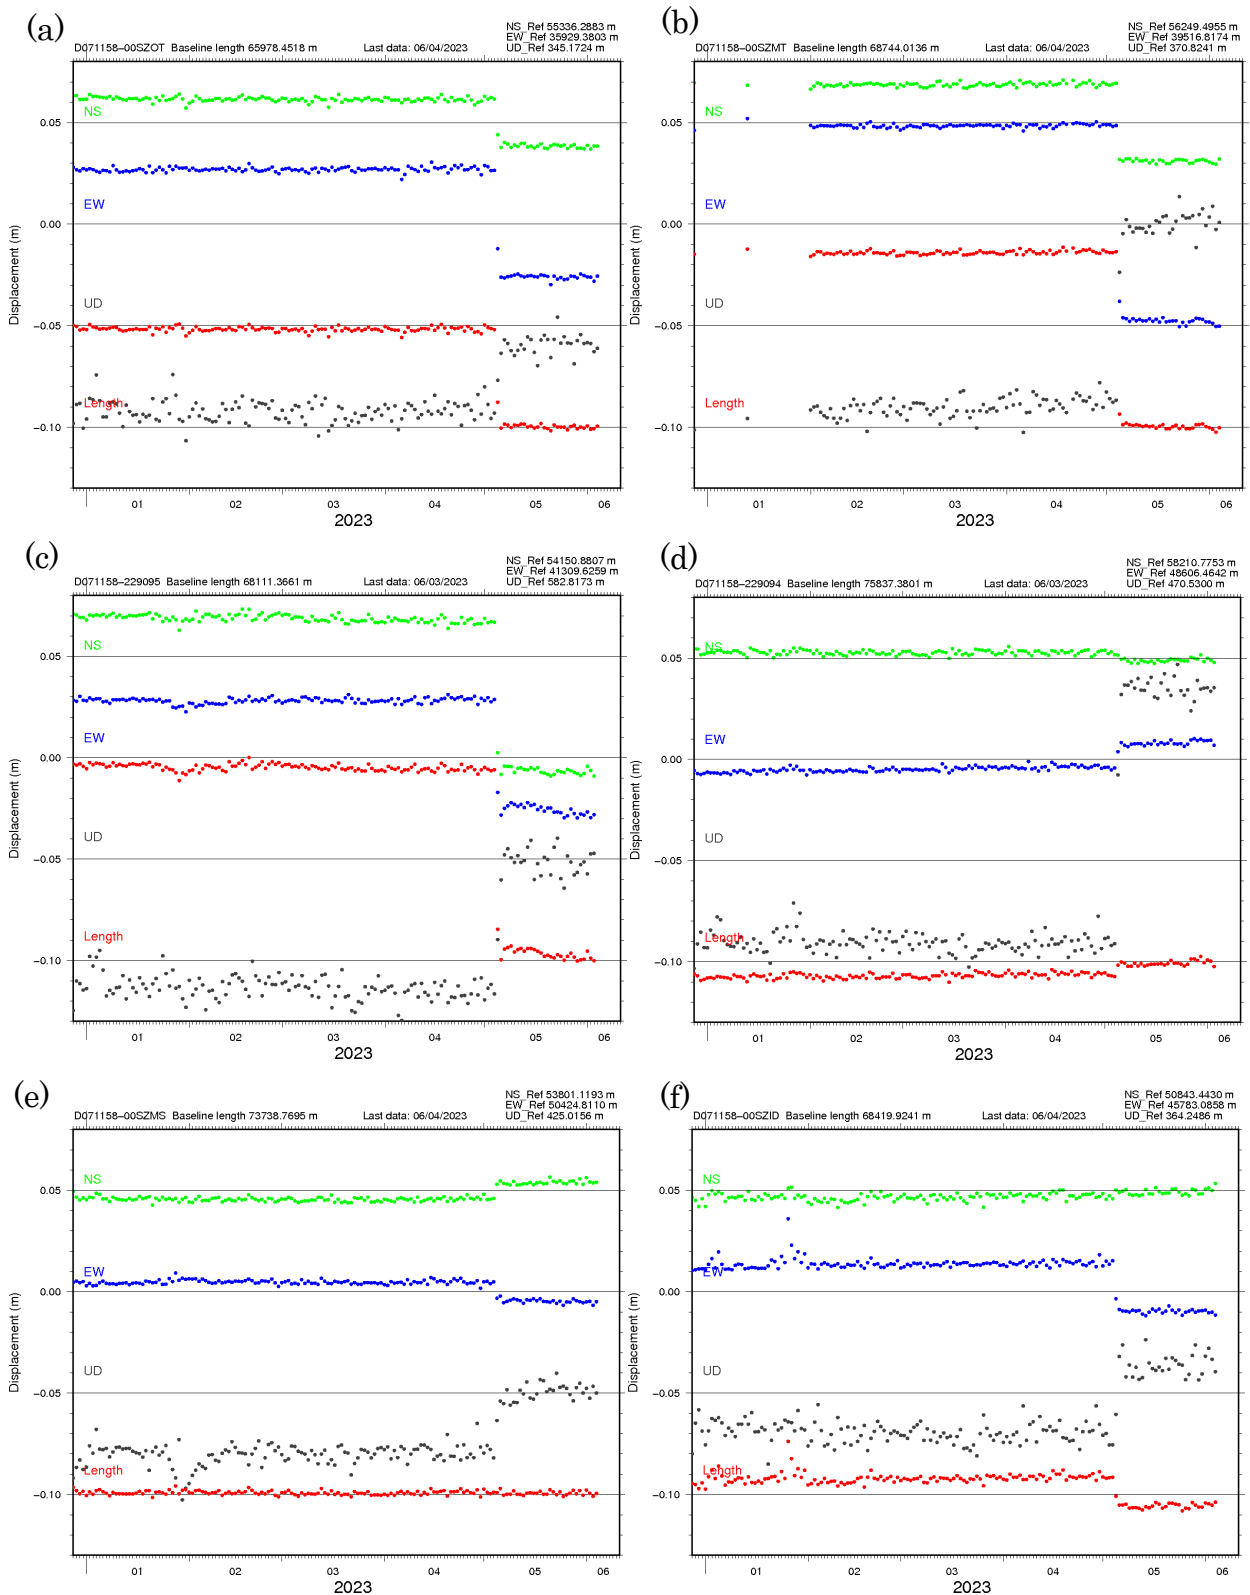 (a)
NS_Ref 55336.2883 m
EW_Ref 35929.3803 m
D071158-00SZOT Baseline length 65978.4518 m Last data: 06/04/2023 UD_Ref 345.1724 m
0.05
0.00
-0.05
-0.10
Displacement (m)
NS
EW
UD
Length
01 02 03 04 05 06
2023
(b)
NS_Ref 56249.4955 m
EW_Ref 39516.8174 m
D071158-00SZMT Baseline length 68744.0136 m Last data: 06/04/2023 UD_Ref 370.8241 m
0.05
0.00
-0.05
-0.10
Displacement (m)
NS
EW
UD
Length
01 02 03 04 05 06
2023
(c)
NS_Ref 54150.8807 m
EW_Ref 41309.6259 m
D071158-229095 Baseline length 68111.3661 m Last data: 06/03/2023 UD_Ref 582.8173 m
0.05
0.00
-0.05
-0.10
Displacement (m)
NS
EW
UD
Length
01 02 03 04 05 06
2023
(d)
NS_Ref 58210.7753 m
EW_Ref 48606.4642 m
D071158-229094 Baseline length 75837.3801 m Last data: 06/03/2023 UD_Ref 470.5300 m
0.05
0.00
-0.05
-0.10
Displacement (m)
NS
EW
UD
Length
01 02 03 04 05 06
2023
(e)
NS_Ref 53801.1193 m
EW_Ref 50424.8110 m
D071158-00SZMS Baseline length 73738.7695 m Last data: 06/04/2023 UD_Ref 425.0156 m
0.05
0.00
-0.05
-0.10
Displacement (m)
NS
EW
UD
Length
01 02 03 04 05 06
2023
(f)
NS_Ref 50843.4430 m
EW_Ref 45783.0858 m
D071158-00SZID Baseline length 68419.9241 m Last data: 06/04/2023 UD_Ref 364.2486 m
0.05
0.00
-0.05
-0.10
Displacement (m)
NS
EW
UD
Length
01 02 03 04 05 06
2023